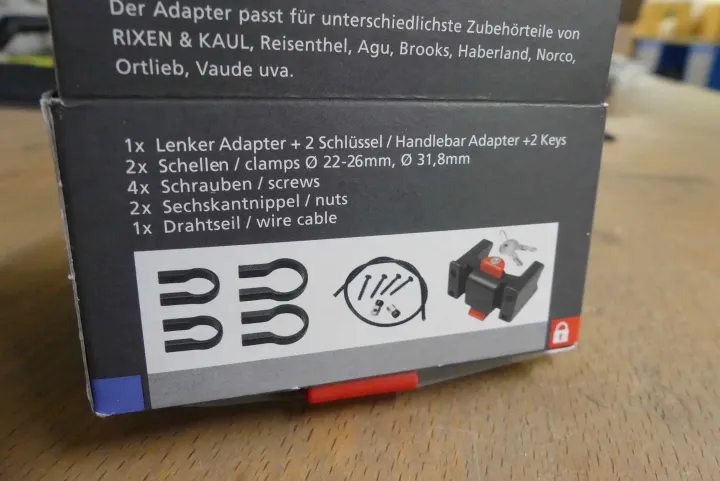 Der Adapter passt für unterschiedlichste Zubehörteile von
RIXEN & KAUL, Reisenthel, Agu, Brooks, Haberland, Norco,
Ortlieb, Vaude uva.
1x Lenker Adapter + 2 Schlüssel / Handlebar Adapter +2 Keys
2x Schellen / clamps Ø 22-26mm, Ø 31,8mm
4x Schrauben / screws
2x Sechskantnippel / nuts
1x Drahtseil / wire cable